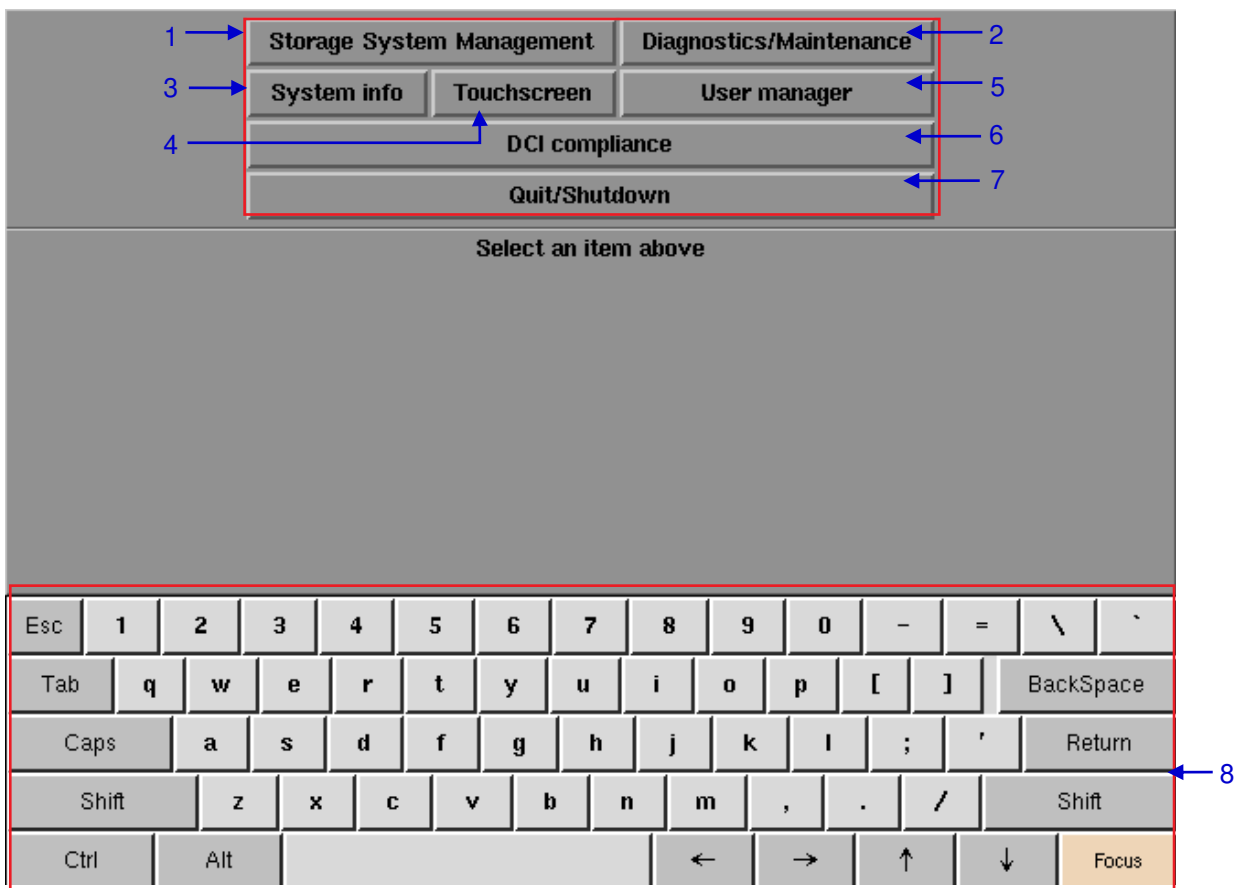 1 Storage System Management Diagnostics/Maintenance 2
3 System info Touchscreen User manager 5
4 DCI compliance 6
Quit/Shutdown 7
Select an item above
Esc 1 2 3 4 5 6 7 8 9 0 - = \ `
Tab q w e r t y u i o p [ ] BackSpace
Caps a s d f g h j k l ; ' Return
8
Shift z x c v b n m , . / Shift
Ctrl Alt ← → ↑ ↓ Focus